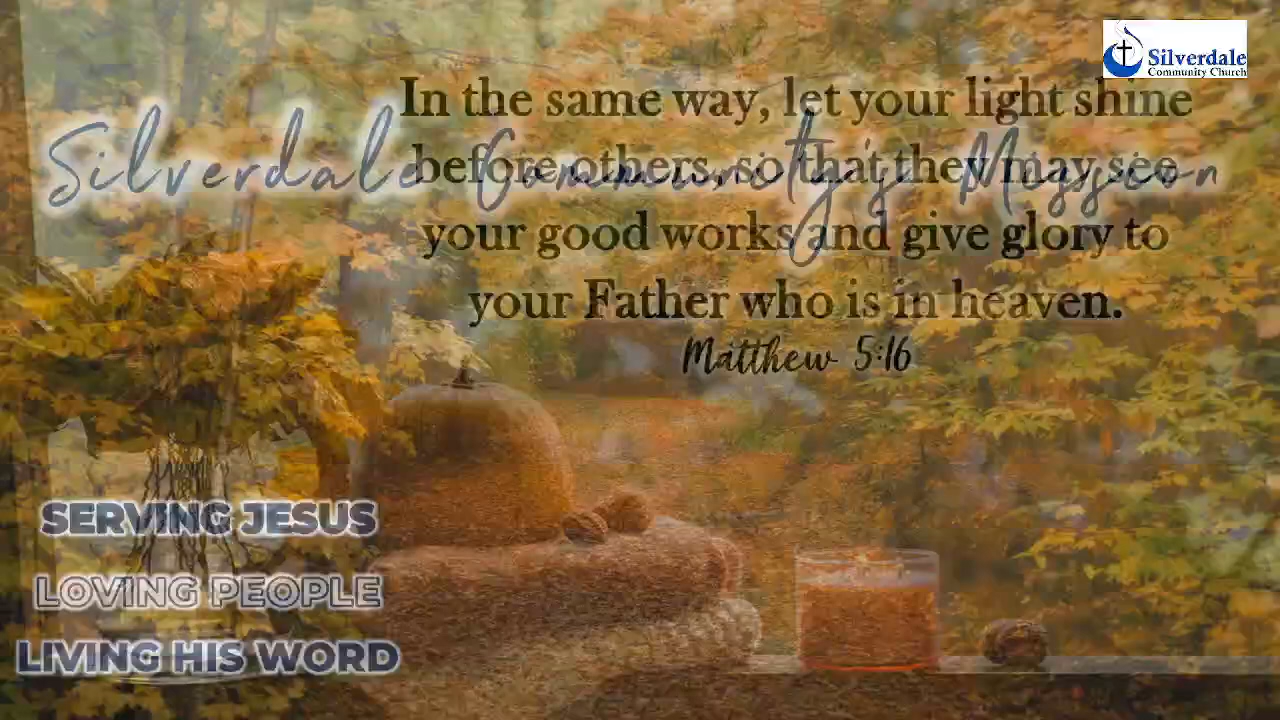 Silverdale
Community Church
In the same way, let your light shine
before others, so that they may see
your good works and give glory to
your Father who is in heaven.
Matthew 5:16
Silverdale Community's Mission
SERVING JESUS
LOVING PEOPLE
LIVING HIS WORD